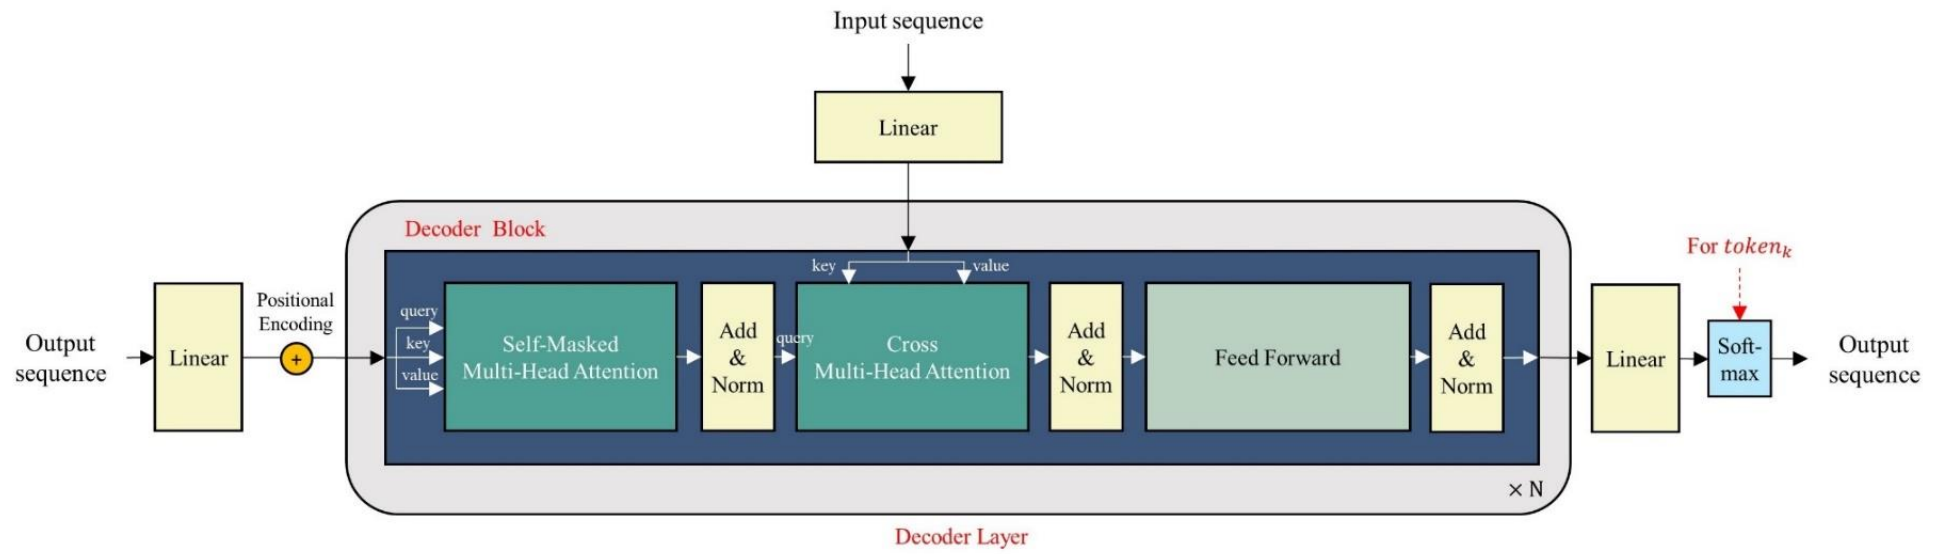 Input sequence
Linear
Decoder Block
For token_k
key
value
Output
sequence
Linear
Positional
Encoding
+
query
key
value
Self-Masked
Multi-Head Attention
Add
&
Norm
query
Cross
Multi-Head Attention
Add
&
Norm
Feed Forward
Add
&
Norm
Linear
Soft-
max
Output
sequence
× N
Decoder Layer